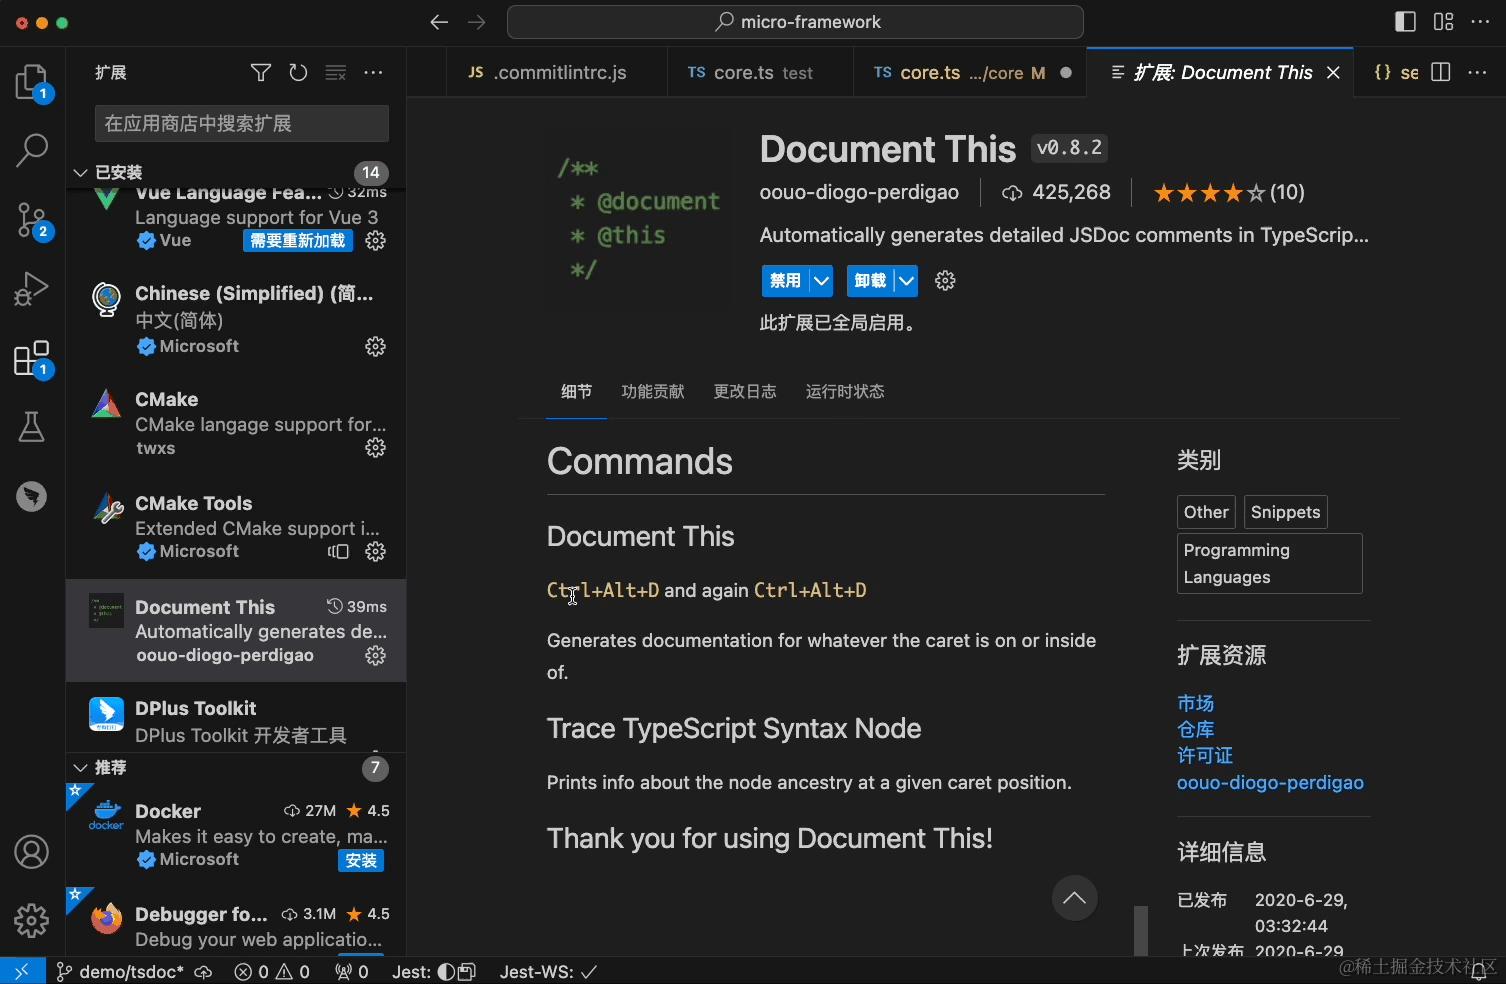 micro-framework
扩展
在应用商店中搜索扩展
已安装 14
Vue Language Fea... 32ms
Language support for Vue 3
Vue 需要重新加载
Chinese (Simplified) (简...
中文(简体)
Microsoft
CMake
CMake langage support for...
twxs
CMake Tools
Extended CMake support i...
Microsoft
Document This 39ms
Automatically generates de...
oouo-diogo-perdigao
DPlus Toolkit
DPlus Toolkit 开发者工具
推荐 7
Docker 27M 4.5
Makes it easy to create, ma...
Microsoft 安装
Debugger fo... 3.1M 4.5
Debug your web applicatio...
1
2
1
JS .commitlintrc.js
TS core.ts test
TS core.ts .../core M
扩展: Document This
{} se
/**
* @document
* @this
*/
Document This v0.8.2
oouo-diogo-perdigao 425,268 (10)
Automatically generates detailed JSDoc comments in TypeScrip...
禁用 卸载
此扩展已全局启用。
细节 功能贡献 更改日志 运行时状态
Commands
Document This
Ctrl+Alt+D and again Ctrl+Alt+D
Generates documentation for whatever the caret is on or inside
of.
Trace TypeScript Syntax Node
Prints info about the node ancestry at a given caret position.
Thank you for using Document This!
类别
Other Snippets
Programming
Languages
扩展资源
市场
仓库
许可证
oouo-diogo-perdigao
详细信息
已发布 2020-6-29,
03:32:44
上次发布 2020-6-29
demo/tsdoc* 0 0 0 Jest: Jest-WS:
@稀土掘金技术社区
docker